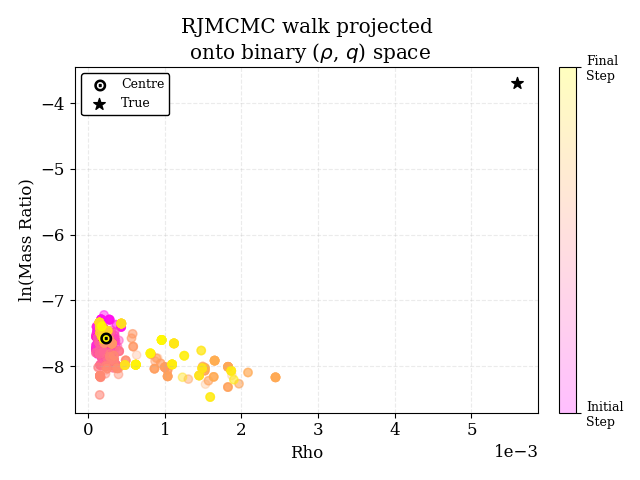 RJMCMC walk projected
onto binary (ρ, q) space
Centre
True
−4
−5
−6
−7
−8
ln(Mass Ratio)
0
1
2
3
4
5
1e−3
Rho
Final
Step
Initial
Step